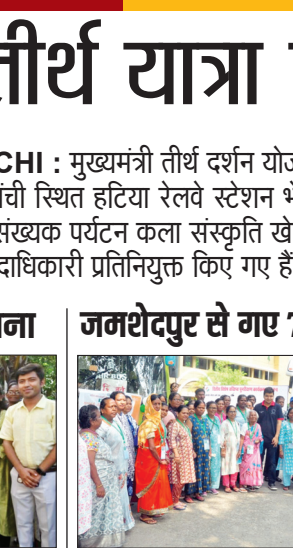 तीर्थ यात्रा
CHI : मुख्यमंत्री तीर्थ दर्शन योज
ांची स्थित हटिया रेलवे स्टेशन भे
संख्यक पर्यटन कला संस्कृति खे
दाधिकारी प्रतिनियुक्त किए गए हैं
ाना
जमशेदपुर से गए